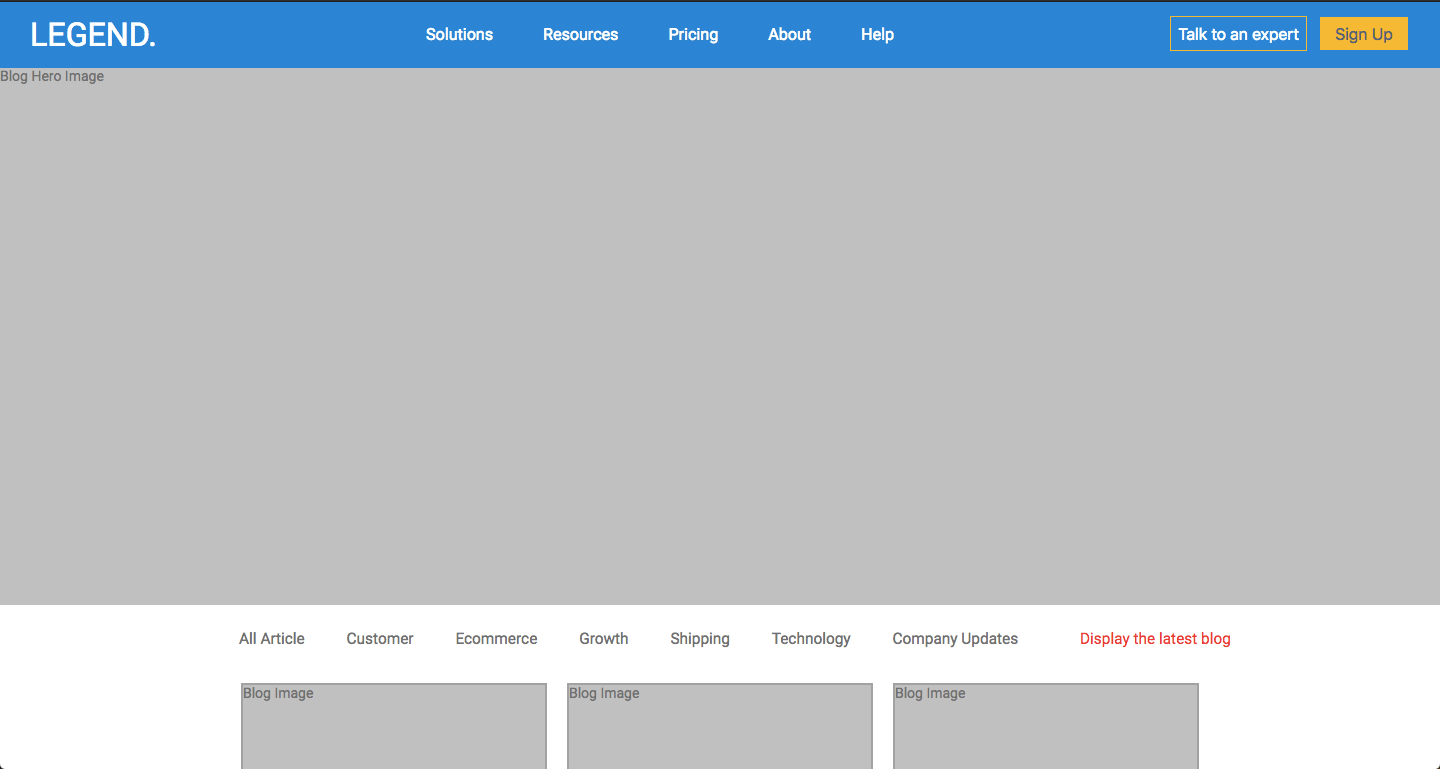 LEGEND. Solutions Resources Pricing About Help Talk to an expert Sign Up
Blog Hero Image
All Article Customer Ecommerce Growth Shipping Technology Company Updates Display the latest blog
Blog Image Blog Image Blog Image